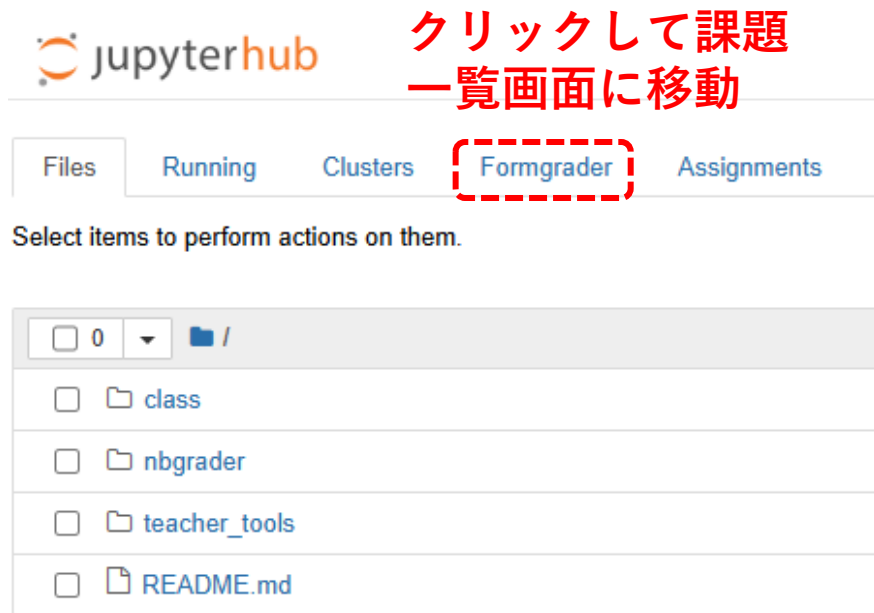 jupyterhub
クリックして課題
一覧画面に移動
Files Running Clusters Formgrader Assignments
Select items to perform actions on them.
0 /
class
nbgrader
teacher_tools
README.md